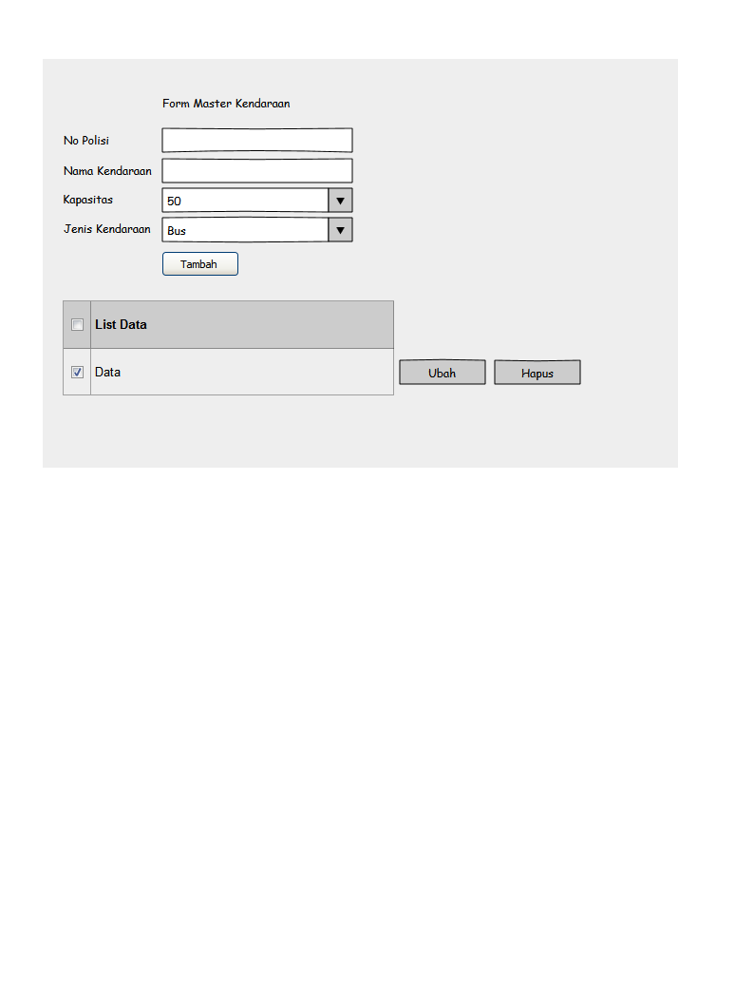 Form Master Kendaraan
No Polisi
Nama Kendaraan
Kapasitas 50
Jenis Kendaraan Bus
Tambah
List Data
Data Ubah Hapus